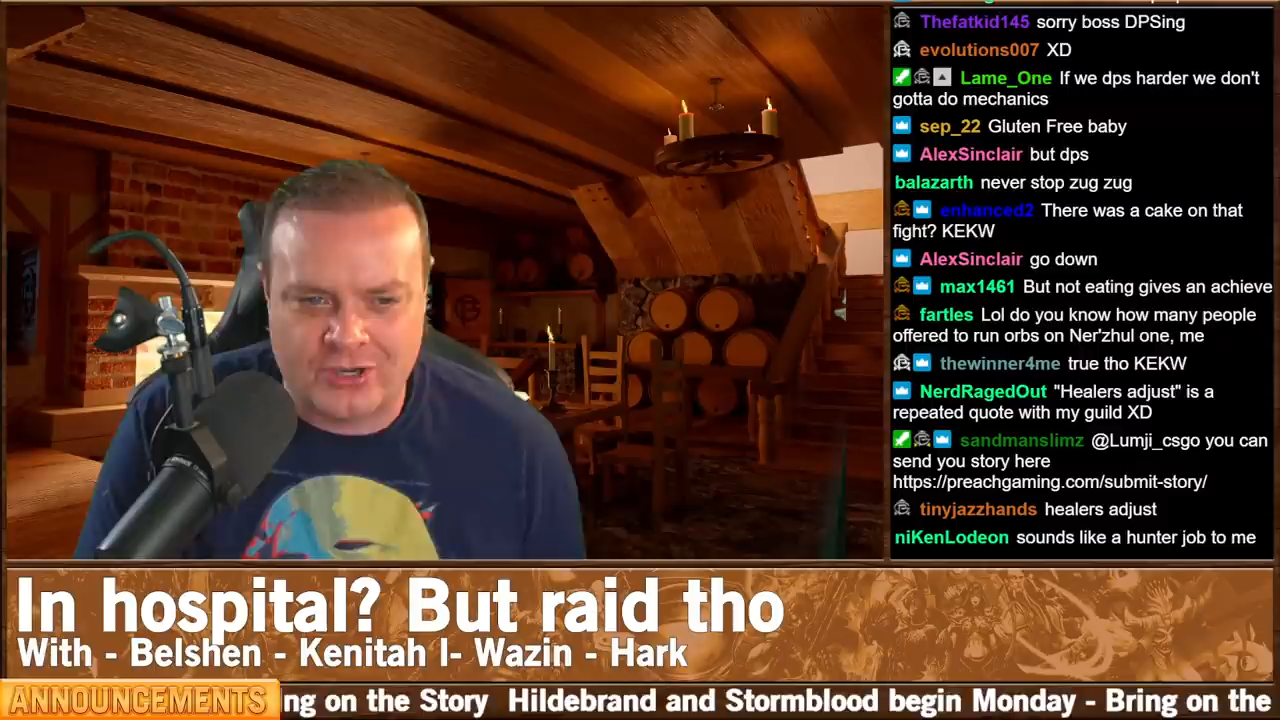 Thefatkid145 sorry boss DPSing
evolutions007 XD
Lame_One If we dps harder we don't
gotta do mechanics
sep_22 Gluten Free baby
AlexSinclair but dps
balazarth never stop zug zug
enhanced2 There was a cake on that
fight? KEKW
AlexSinclair go down
max1461 But not eating gives an achieve
fartles Lol do you know how many people
offered to run orbs on Ner'zhul one, me
thewinner4me true tho KEKW
NerdRagedOut "Healers adjust" is a
repeated quote with my guild XD
sandmanslimz @Lumji_csgo you can
send you story here
https://preachgaming.com/submit-story/
tinyjazzhands healers adjust
niKenLodeon sounds like a hunter job to me
In hospital? But raid tho
With - Belshen - Kenitah I- Wazin - Hark
ANNOUNCEMENTS ing on the Story Hildebrand and Stormblood begin Monday - Bring on the